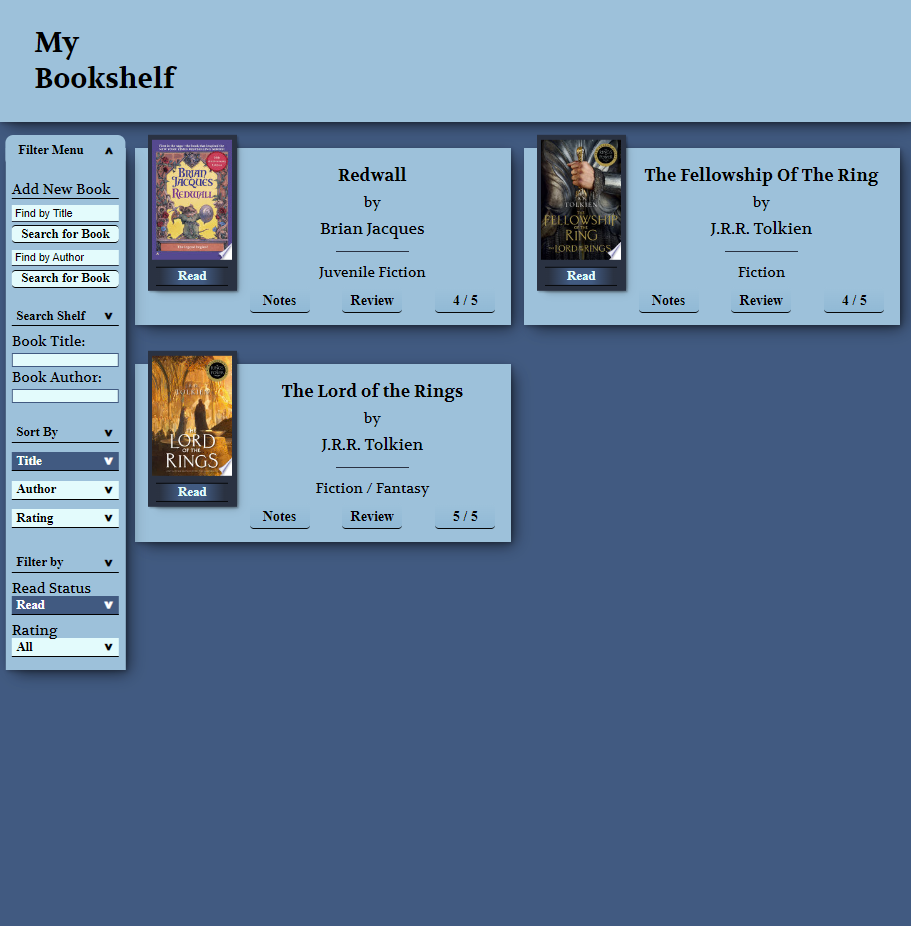 My
Bookshelf
Filter Menu
Add New Book
Find by Title
Search for Book
Find by Author
Search for Book
Search Shelf
Book Title:
Book Author:
Sort By
Title
Author
Rating
Filter by
Read Status
Read
Rating
All
BRIAN
JACQUES
REDWALL
Read
Redwall
by
Brian Jacques
Juvenile Fiction
Notes
Review
4 / 5
TOLKIEN
THE
FELLOWSHIP
OF THE
RING
LORD OF THE RINGS
Read
The Fellowship Of The Ring
by
J.R.R. Tolkien
Fiction
Notes
Review
4 / 5
TOLKIEN
THE
LORD
OF THE
RINGS
Read
The Lord of the Rings
by
J.R.R. Tolkien
Fiction / Fantasy
Notes
Review
5 / 5